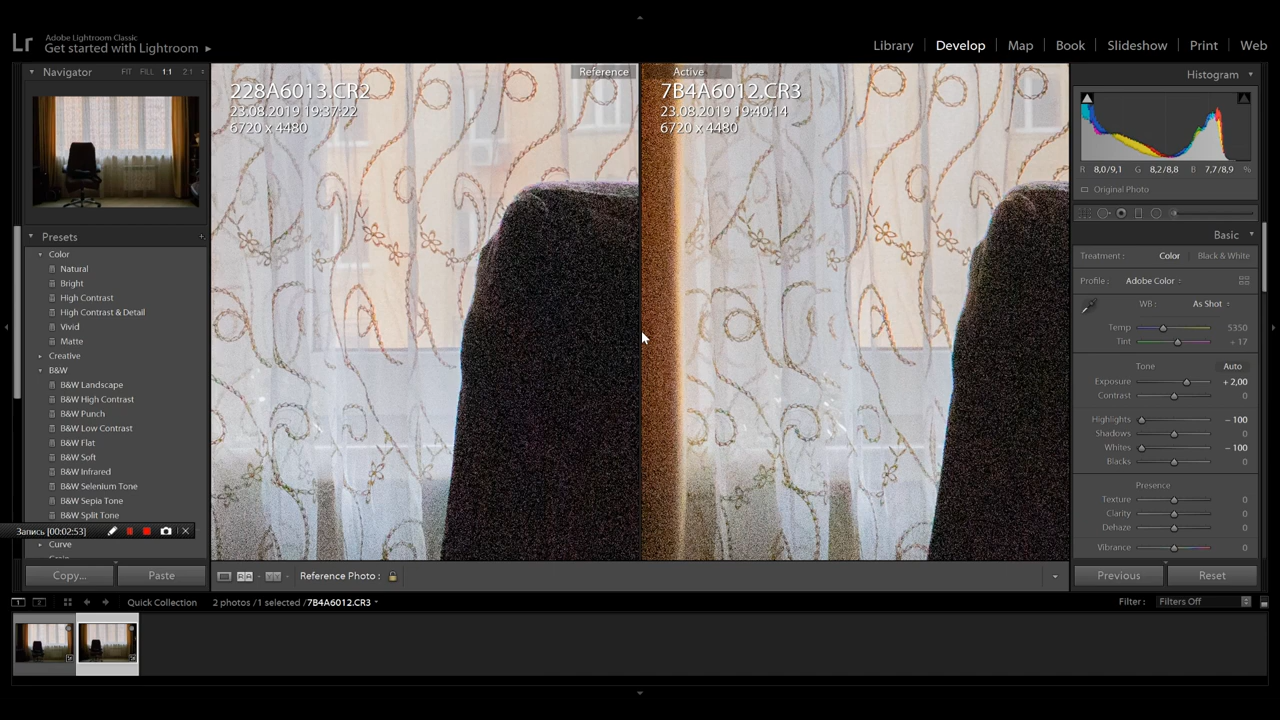 Lr
Adobe Lightroom Classic
Get started with Lightroom
Library
Develop
Map
Book
Slideshow
Print
Web
Navigator
FIT
FILL
1:1
2:1
Presets
Color
Natural
Bright
High Contrast
High Contrast & Detail
Vivid
Matte
Creative
B&W
B&W Landscape
B&W High Contrast
B&W Punch
B&W Low Contrast
B&W Flat
B&W Soft
B&W Infrared
B&W Selenium Tone
B&W Sepia Tone
B&W Split Tone
Запись [00:02:53]
Curve
Copy...
Paste
Reference
228A6013.CR2
23.08.2019 19:37:22
6720 x 4480
Active
7B4A6012.CR3
23.08.2019 19:40:14
6720 x 4480
Reference Photo :
Histogram
R 8,0/9,1 G 8,2/8,8 B 7,7/8,9 %
Original Photo
Basic
Treatment : Color Black & White
Profile : Adobe Color
WB : As Shot
Temp 5350
Tint + 17
Tone Auto
Exposure + 2,00
Contrast 0
Highlights − 100
Shadows 0
Whites − 100
Blacks 0
Presence
Texture 0
Clarity 0
Dehaze 0
Vibrance 0
Previous
Reset
1
2
Quick Collection
2 photos /1 selected /7B4A6012.CR3
Filter :
Filters Off